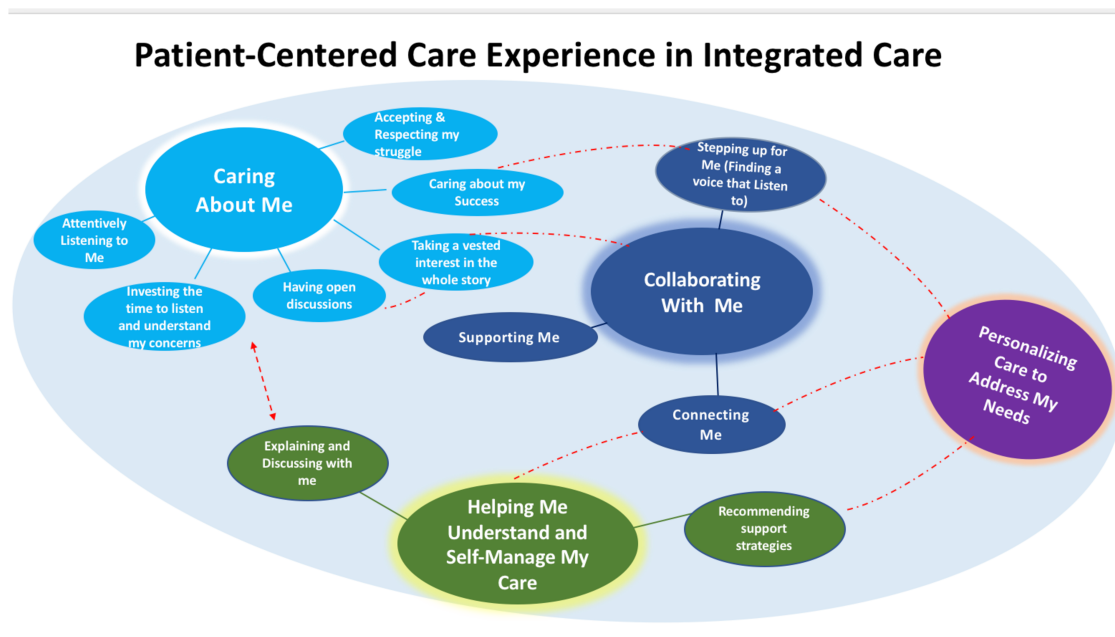 Patient-Centered Care Experience in Integrated Care
Accepting &
Respecting my
struggle
Caring
About Me
Caring about my
Success
Stepping up for
Me (Finding a
voice that Listen
to)
Attentively
Listening to
Me
Taking a vested
interest in the
whole story
Having open
discussions
Investing the
time to listen
and understand
my concerns
Collaborating
With Me
Supporting Me
Connecting
Me
Personalizing
Care to
Address My
Needs
Explaining and
Discussing with
me
Helping Me
Understand and
Self-Manage My
Care
Recommending
support
strategies